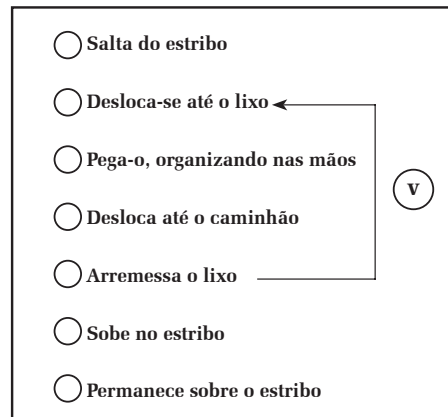 Salta do estribo
Desloca-se até o lixo
Pega-o, organizando nas mãos
v
Desloca até o caminhão
Arremessa o lixo
Sobe no estribo
Permanece sobre o estribo